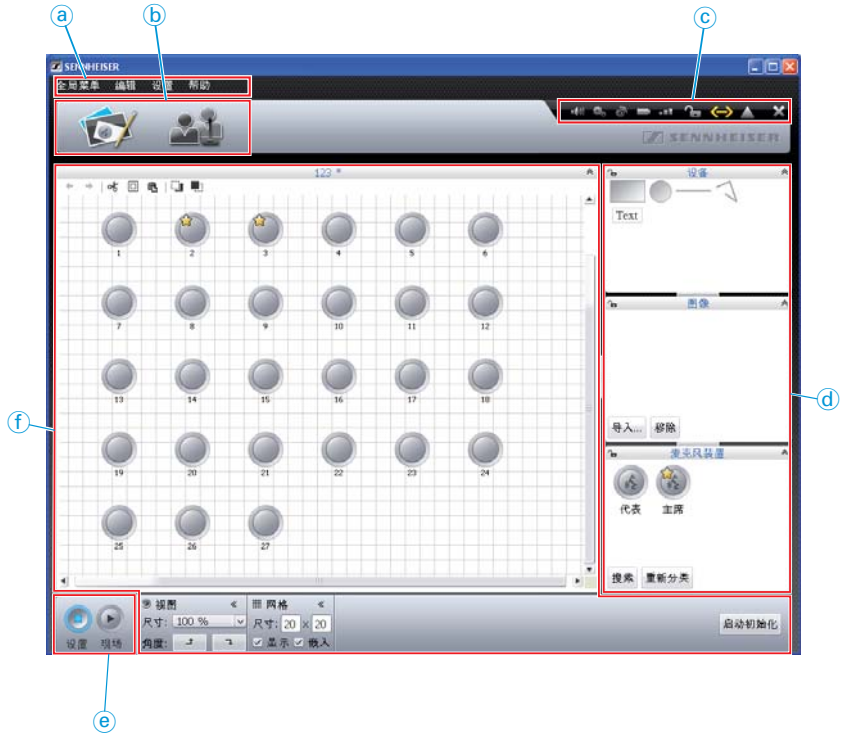 a
b
c
SENNHEISER
全局菜单 编辑 设置 帮助
SENNHEISER
123 *
设备
Text
1 2 3 4 5 6
图像
7 8 9 10 11 12
13 14 15 16 17 18
d
f
导入... 移除
麦克风装置
19 20 21 22 23 24
代表 主席
25 26 27
搜索 重新分类
视图
网格
尺寸: 100 %
尺寸: 20 × 20
启动初始化
设置 现场
角度:
显示 嵌入
e